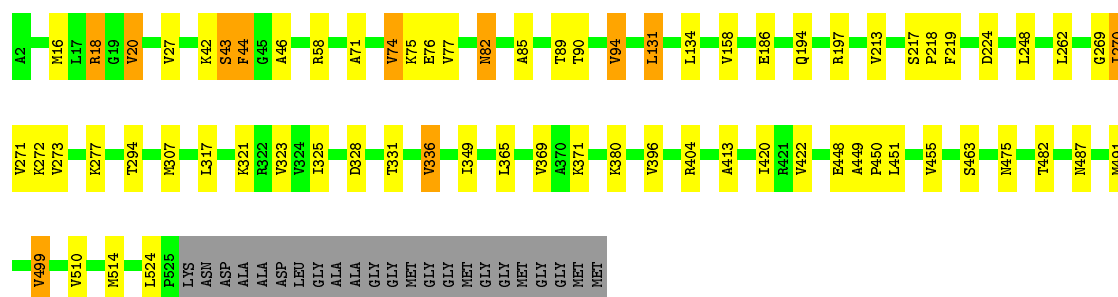 A2 M16 L17 R18 G19 V20 V27 K42 S43 F44 G45 A46 R58 A71 V74 K75 E76 V77 N82 A85 T89 T90 V94 L131 L134 V158 E186 Q194 R197 V213 S217 P218 F219 D224 L248 L262 G269
V271 K272 V273 K277 T294 M307 L317 K321 R322 V323 V324 I325 D328 T331 V336 I349 L365 V369 A370 K371 K380 V396 R404 A413 I420 R421 V422 E448 A449 P450 L451 V455 S463 N475 T482 N487
V499 V510 M514 L524 P525 LYS ASN ASP ALA ALA ASP LEU GLY ALA ALA GLY GLY MET GLY GLY MET GLY GLY MET GLY GLY MET MET